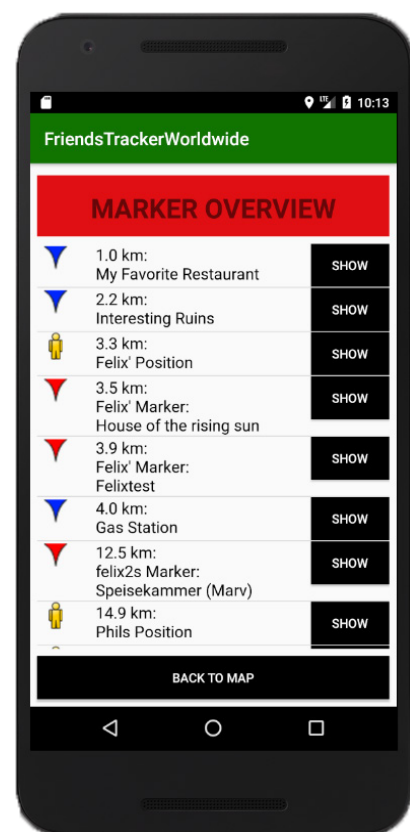 LTE 10:13
FriendsTrackerWorldwide
MARKER OVERVIEW
1.0 km:
My Favorite Restaurant
SHOW
2.2 km:
Interesting Ruins
SHOW
3.3 km:
Felix' Position
SHOW
3.5 km:
Felix' Marker:
House of the rising sun
SHOW
3.9 km:
Felix' Marker:
Felixtest
SHOW
4.0 km:
Gas Station
SHOW
12.5 km:
felix2s Marker:
Speisekammer (Marv)
SHOW
14.9 km:
Phils Position
SHOW
BACK TO MAP